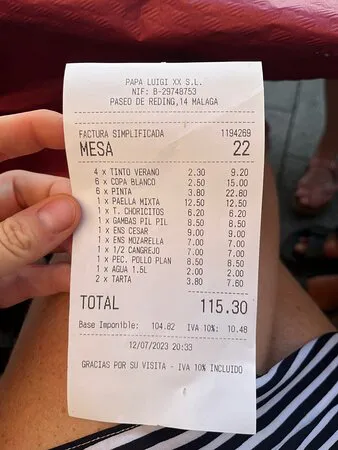 PAPA LUIGI XX S.L.
NIF: B-29748753
PASEO DE REDING,14 MALAGA
FACTURA SIMPLIFICADA 1194269
MESA 22
4 x TINTO VERANO 2.30 9.20
6 x COPA BLANCO 2.50 15.00
6 x PINTA 3.80 22.80
1 x PAELLA MIXTA 12.50 12.50
1 x T. CHORICITOS 6.20 6.20
1 x GAMBAS PIL PIL 8.50 8.50
1 x ENS CESAR 9.00 9.00
1 x ENS MOZARELLA 7.00 7.00
1 x 1/2 CANGREJO 7.00 7.00
1 x PEC. POLLO PLAN 8.50 8.50
1 x AGUA 1.5L 2.00 2.00
2 x TARTA 3.80 7.60
TOTAL 115.30
Base Imponible: 104.82 IVA 10%: 10.48
12/07/2023 20:33
GRACIAS POR SU VISITA - IVA 10% INCLUIDO